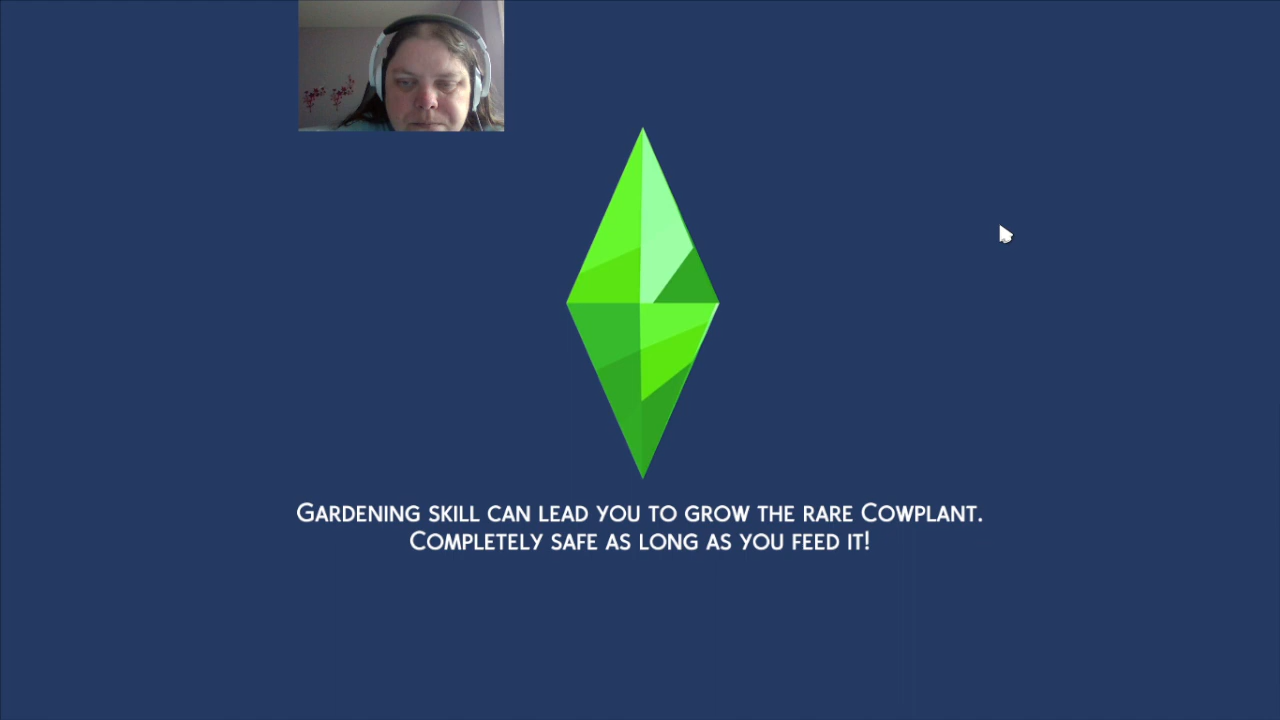 GARDENING SKILL CAN LEAD YOU TO GROW THE RARE COWPLANT.
COMPLETELY SAFE AS LONG AS YOU FEED IT!